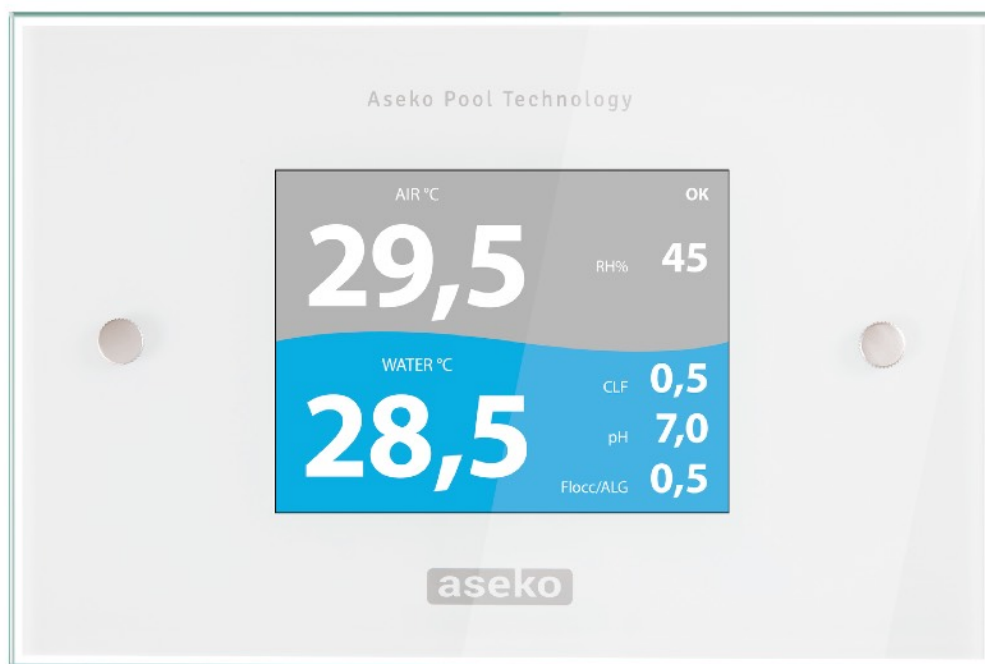 Aseko Pool Technology
AIR °C
OK
29,5
RH% 45
WATER °C
28,5
CLF 0,5
pH 7,0
Flocc/ALG 0,5
aseko